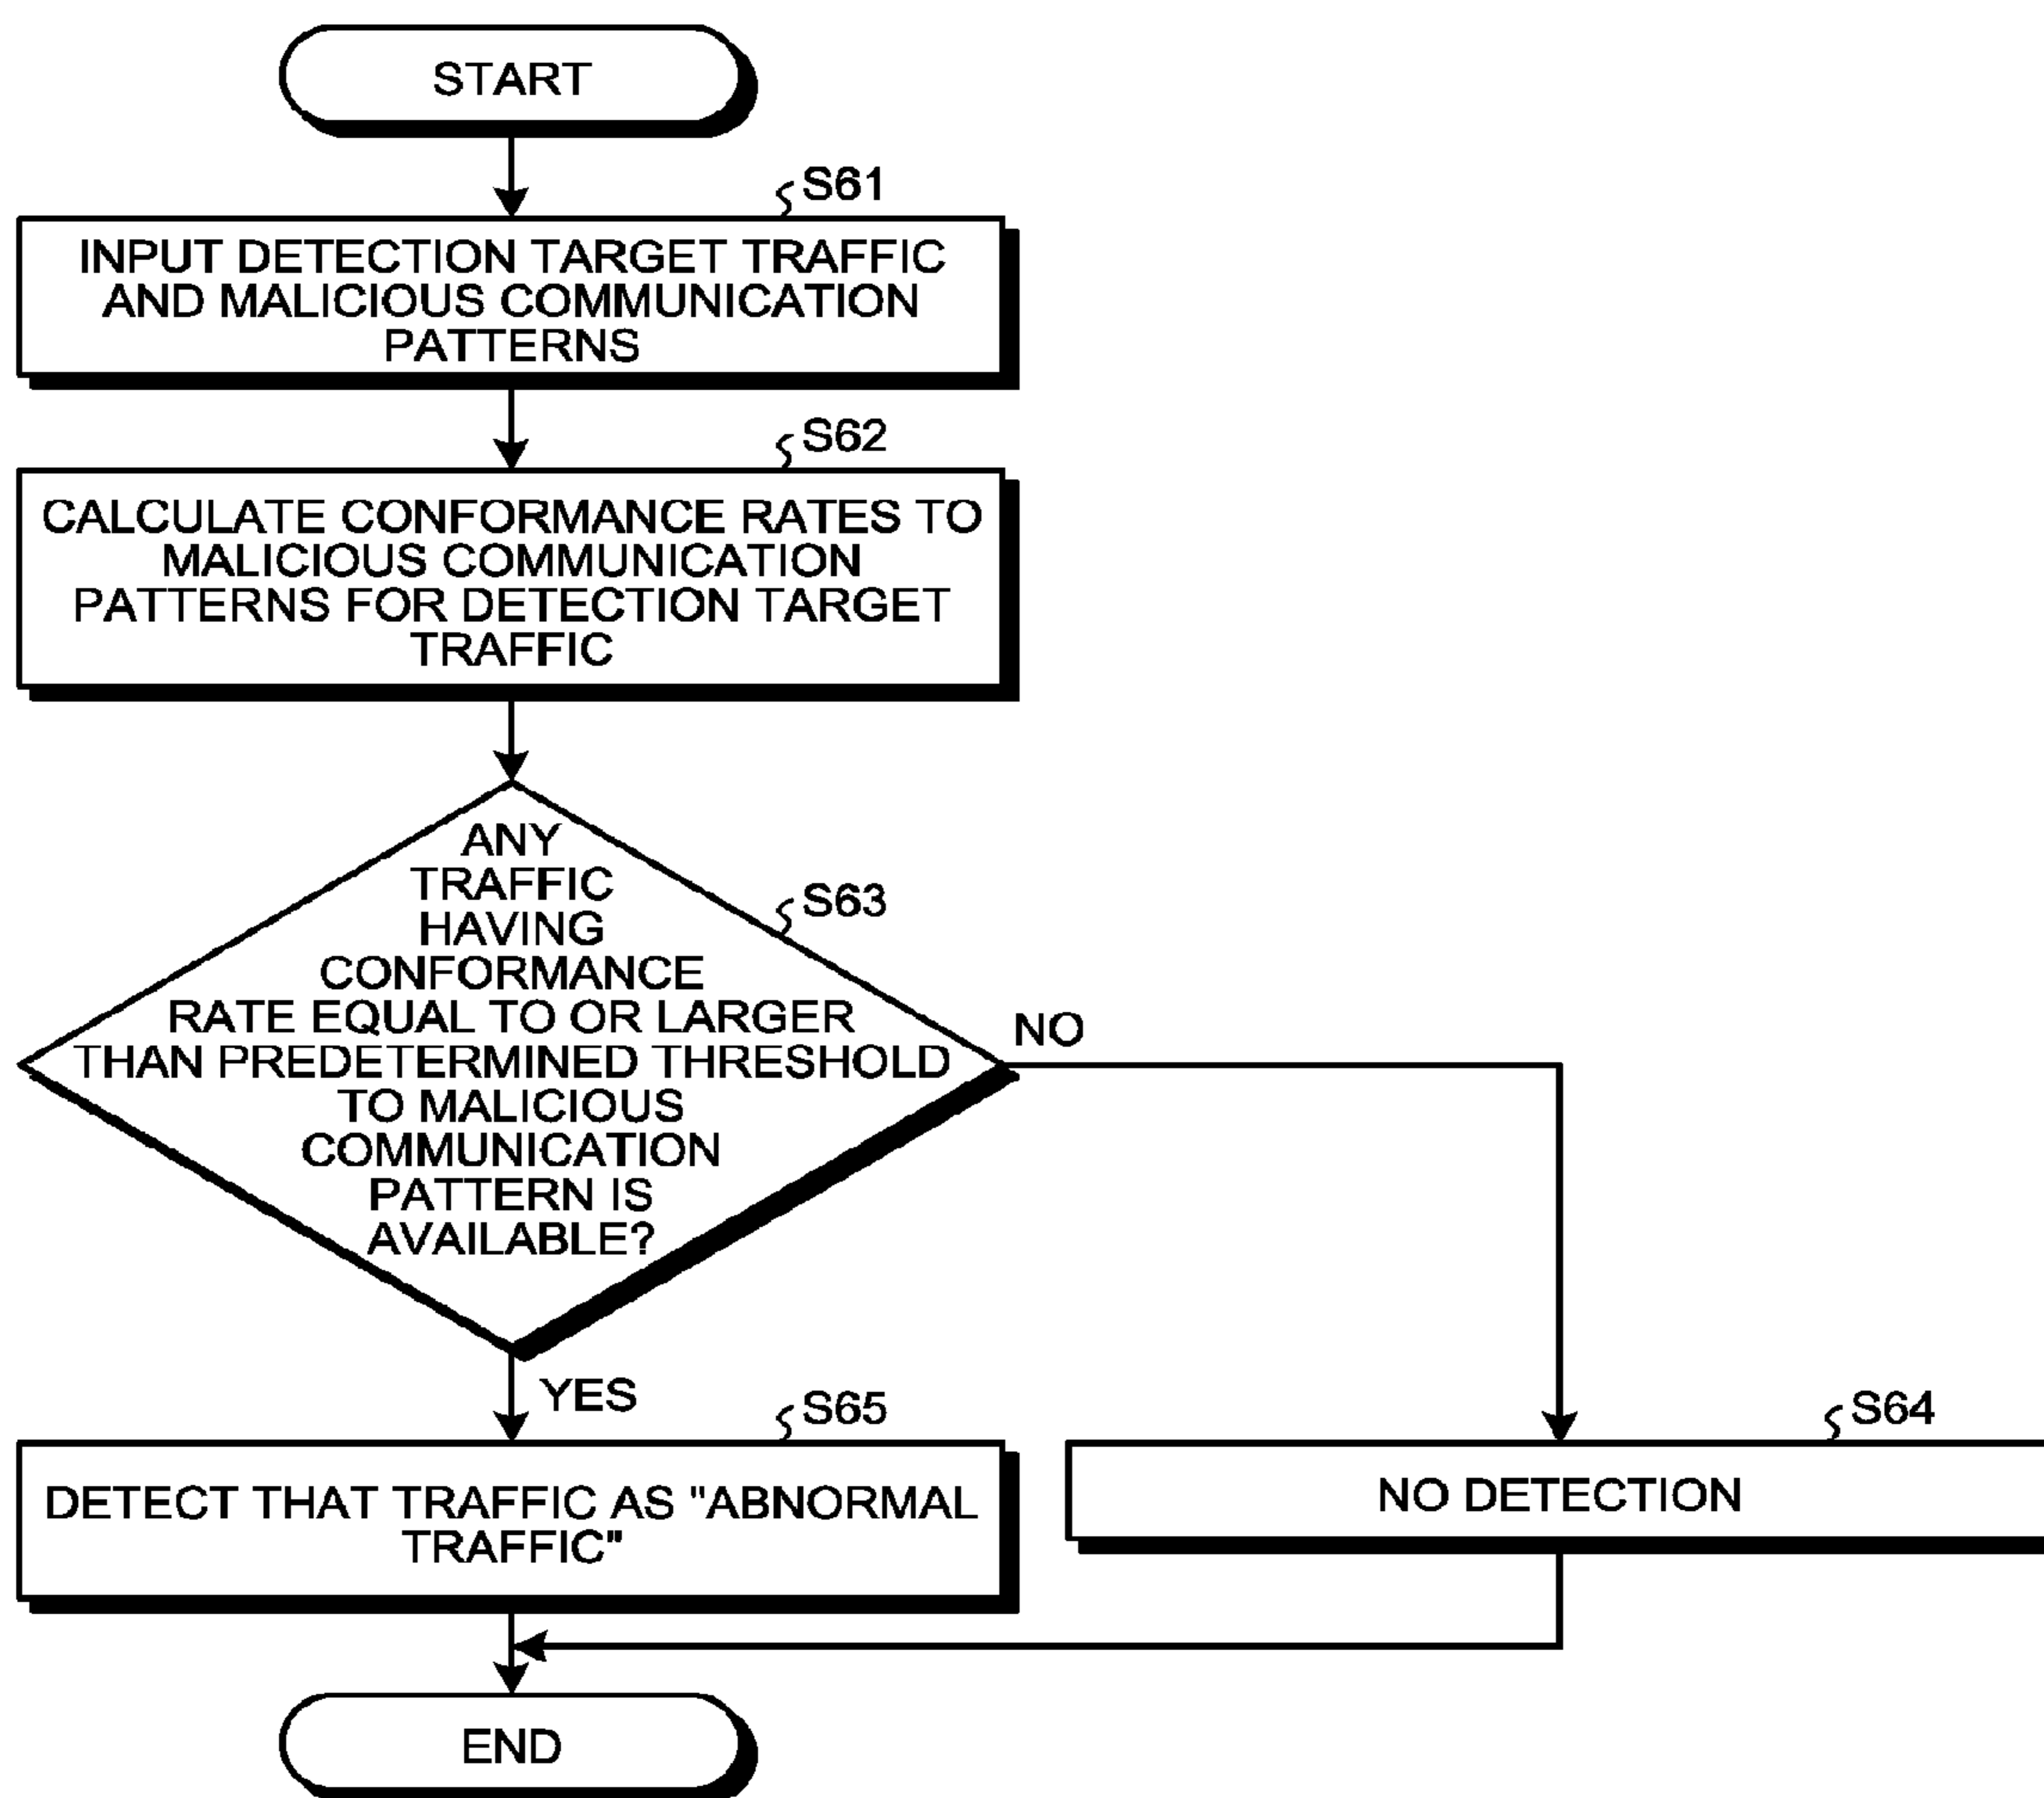 START
S61
INPUT DETECTION TARGET TRAFFIC
AND MALICIOUS COMMUNICATION
PATTERNS
S62
CALCULATE CONFORMANCE RATES TO
MALICIOUS COMMUNICATION
PATTERNS FOR DETECTION TARGET
TRAFFIC
S63
ANY
TRAFFIC
HAVING
CONFORMANCE
RATE EQUAL TO OR LARGER
THAN PREDETERMINED THRESHOLD
TO MALICIOUS
COMMUNICATION
PATTERN IS
AVAILABLE?
NO
YES
S65
DETECT THAT TRAFFIC AS "ABNORMAL
TRAFFIC"
S64
NO DETECTION
END